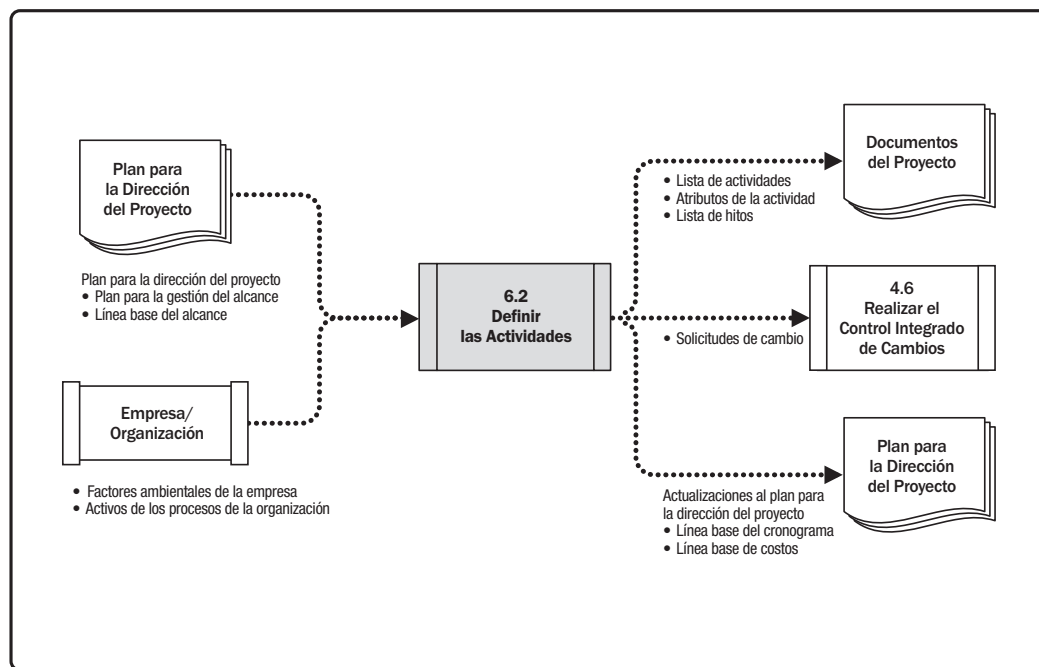 Plan para
la Dirección
del Proyecto
Plan para la dirección del proyecto
• Plan para la gestión del alcance
• Línea base del alcance
Empresa/
Organización
• Factores ambientales de la empresa
• Activos de los procesos de la organización
6.2
Definir
las Actividades
• Lista de actividades
• Atributos de la actividad
• Lista de hitos
Documentos
del Proyecto
• Solicitudes de cambio
4.6
Realizar el
Control Integrado
de Cambios
Actualizaciones al plan para
la dirección del proyecto
• Línea base del cronograma
• Línea base de costos
Plan para
la Dirección
del Proyecto